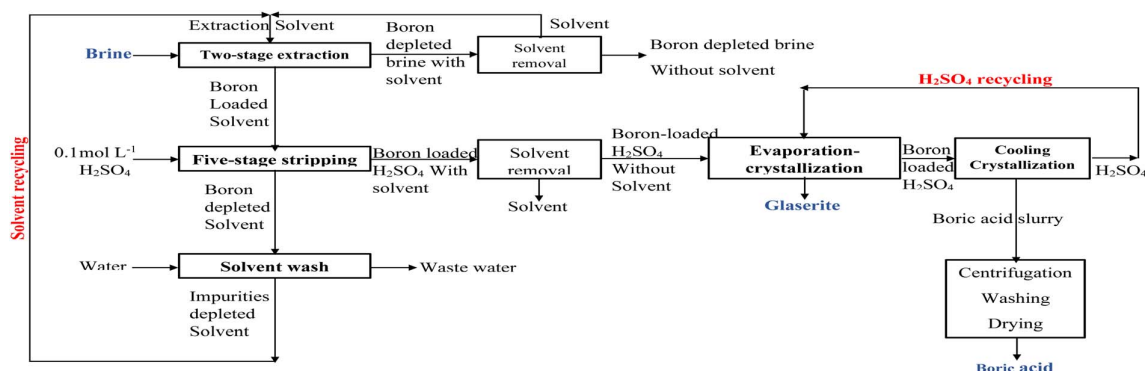 Extraction Solvent
Solvent
Brine
Two-stage extraction
Boron
depleted
brine with
solvent
Solvent
removal
Boron depleted brine
Without solvent
Boron
Loaded
Solvent
H₂SO₄ recycling
Solvent recycling
0.1mol L⁻¹
H₂SO₄
Five-stage stripping
Boron loaded
H₂SO₄ With
solvent
Solvent
removal
Boron-loaded
H₂SO₄
Without
Solvent
Evaporation-
crystallization
Boron
loaded
H₂SO₄
Cooling
Crystallization
H₂SO₄
Boron
depleted
Solvent
Solvent
Glaserite
Boric acid slurry
Water
Solvent wash
Waste water
Impurities
depleted
Solvent
Centrifugation
Washing
Drying
Boric acid